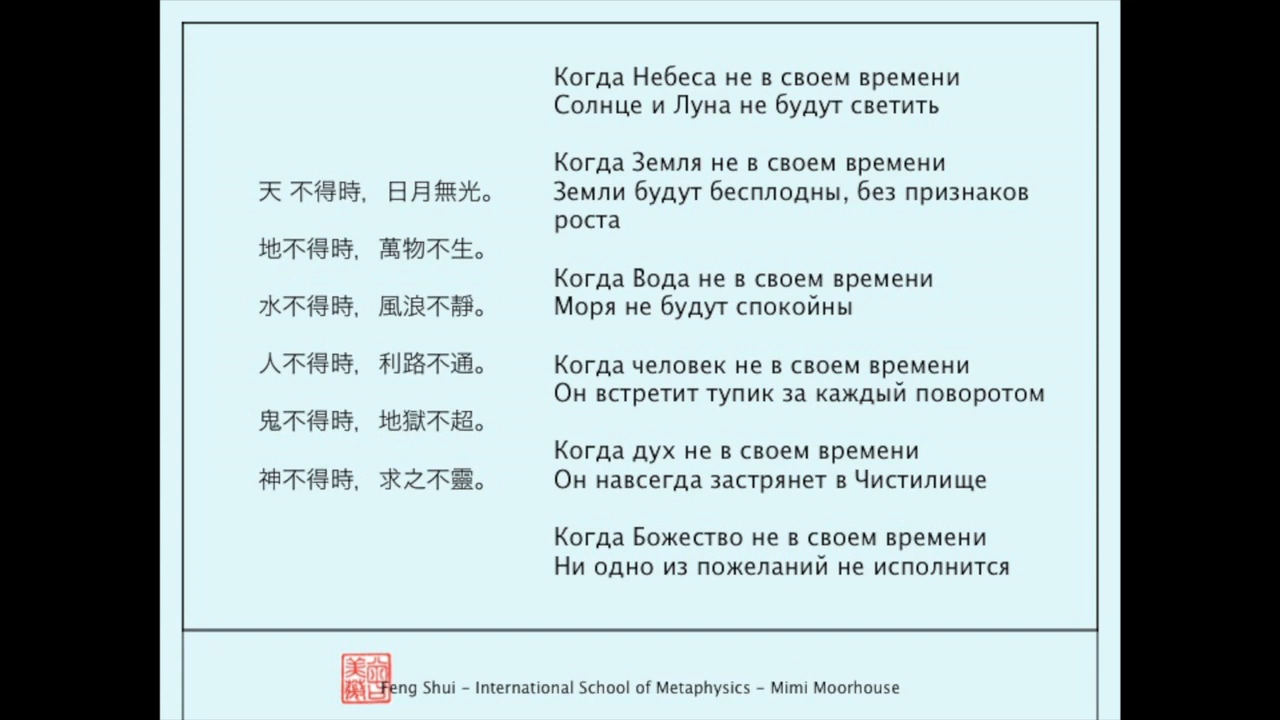 天 不得時, 日月無光。
地不得時, 萬物不生。
水不得時, 風浪不靜。
人不得時, 利路不通。
鬼不得時, 地獄不超。
神不得時, 求之不靈。
Когда Небеса не в своем времени
Солнце и Луна не будут светить
Когда Земля не в своем времени
Земли будут бесплодны, без признаков
роста
Когда Вода не в своем времени
Моря не будут спокойны
Когда человек не в своем времени
Он встретит тупик за каждый поворотом
Когда дух не в своем времени
Он навсегда застрянет в Чистилище
Когда Божество не в своем времени
Ни одно из пожеланий не исполнится
Feng Shui – International School of Metaphysics – Mimi Moorhouse